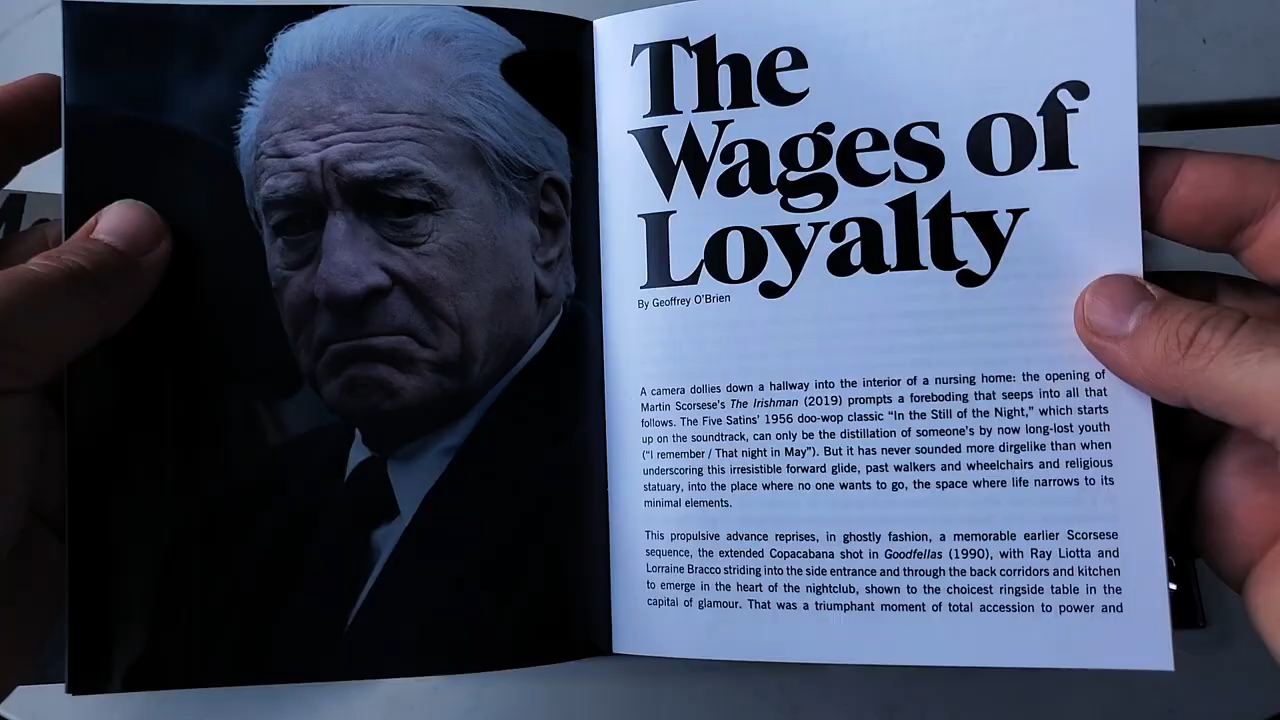 The
Wages of
Loyalty
By Geoffrey O'Brien
A camera dollies down a hallway into the interior of a nursing home: the opening of
Martin Scorsese's The Irishman (2019) prompts a foreboding that seeps into all that
follows. The Five Satins' 1956 doo-wop classic “In the Still of the Night,” which starts
up on the soundtrack, can only be the distillation of someone's by now long-lost youth
(“I remember / That night in May”). But it has never sounded more dirgelike than when
underscoring this irresistible forward glide, past walkers and wheelchairs and religious
statuary, into the place where no one wants to go, the space where life narrows to its
minimal elements.
This propulsive advance reprises, in ghostly fashion, a memorable earlier Scorsese
sequence, the extended Copacabana shot in Goodfellas (1990), with Ray Liotta and
Lorraine Bracco striding into the side entrance and through the back corridors and kitchen
to emerge in the heart of the nightclub, shown to the choicest ringside table in the
capital of glamour. That was a triumphant moment of total accession to power and